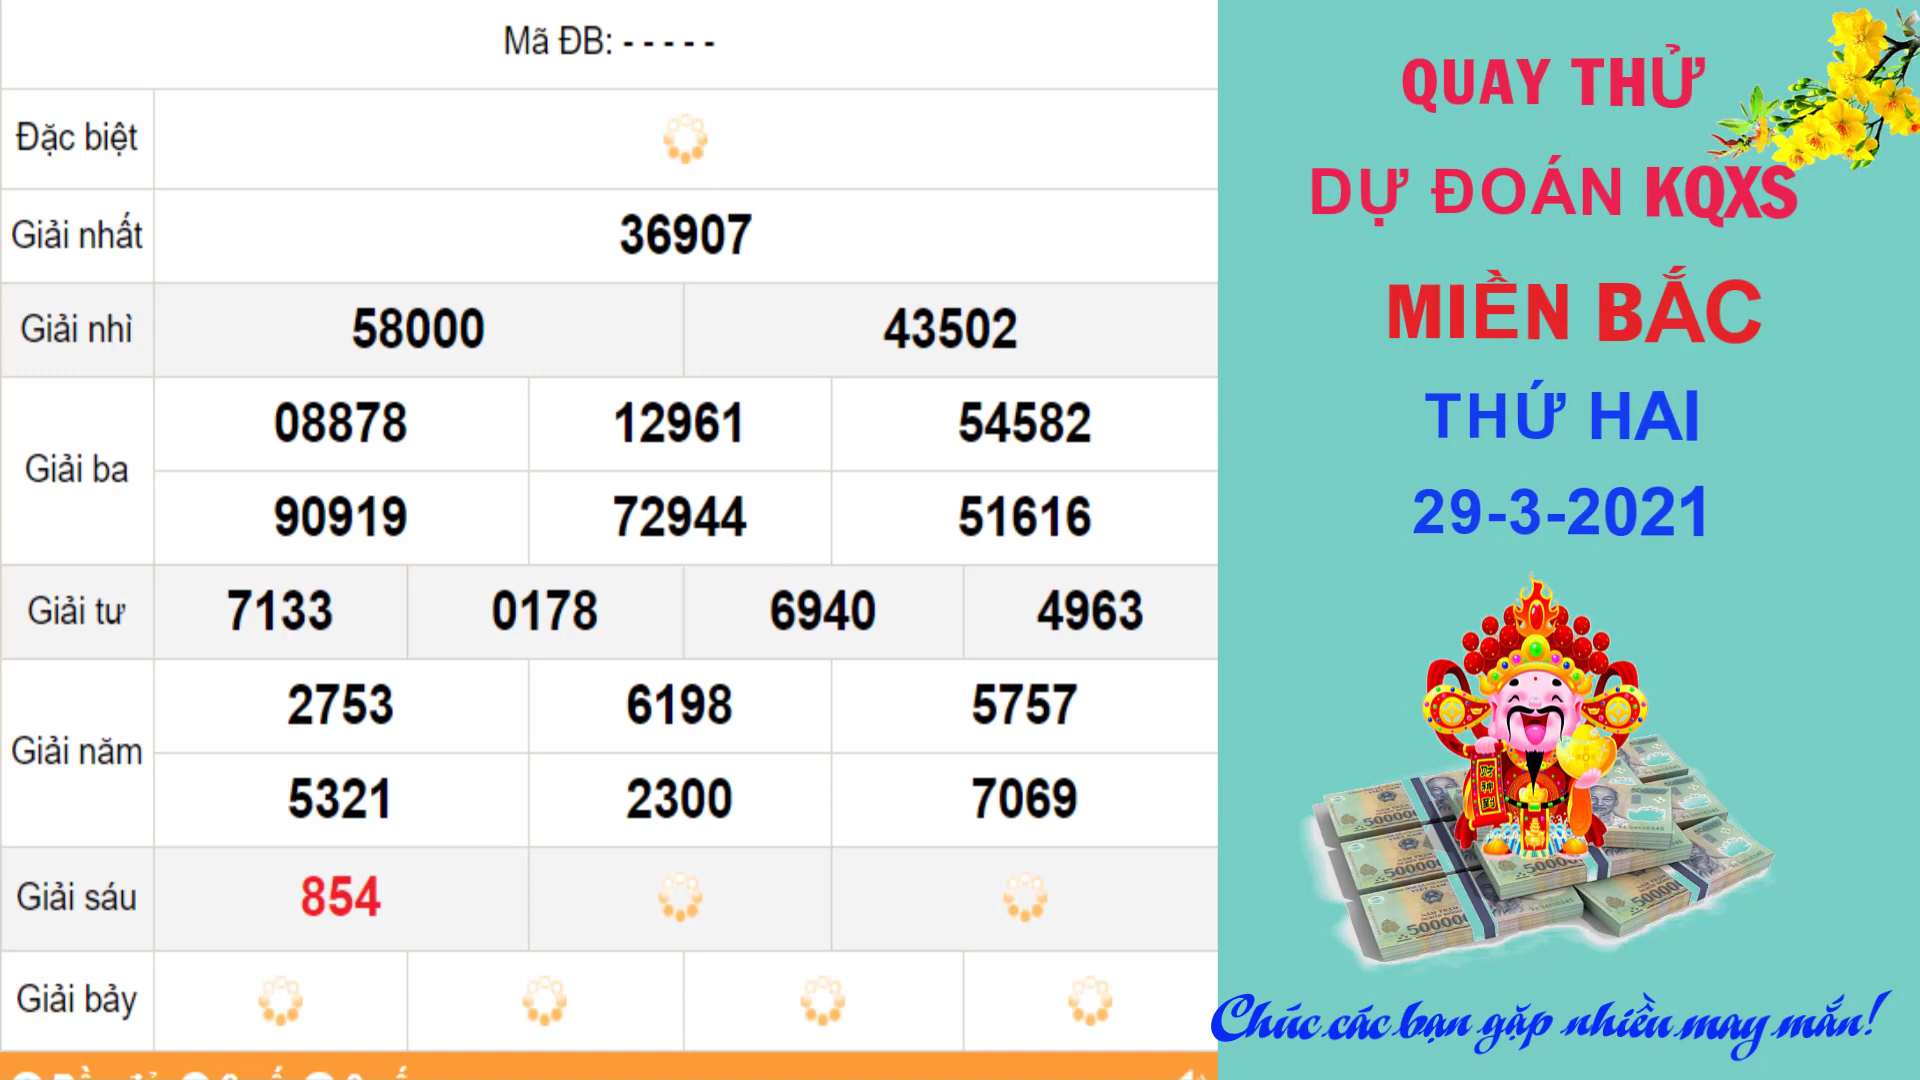 Mã ĐB: - - - - -
Đặc biệt
Giải nhất
36907
Giải nhì
58000
43502
Giải ba
08878
12961
54582
90919
72944
51616
Giải tư
7133
0178
6940
4963
Giải năm
2753
6198
5757
5321
2300
7069
Giải sáu
854
Giải bảy
QUAY THỬ
DỰ ĐOÁN KQXS
MIỀN BẮC
THỨ HAI
29-3-2021
Chúc các bạn gặp nhiều may mắn!